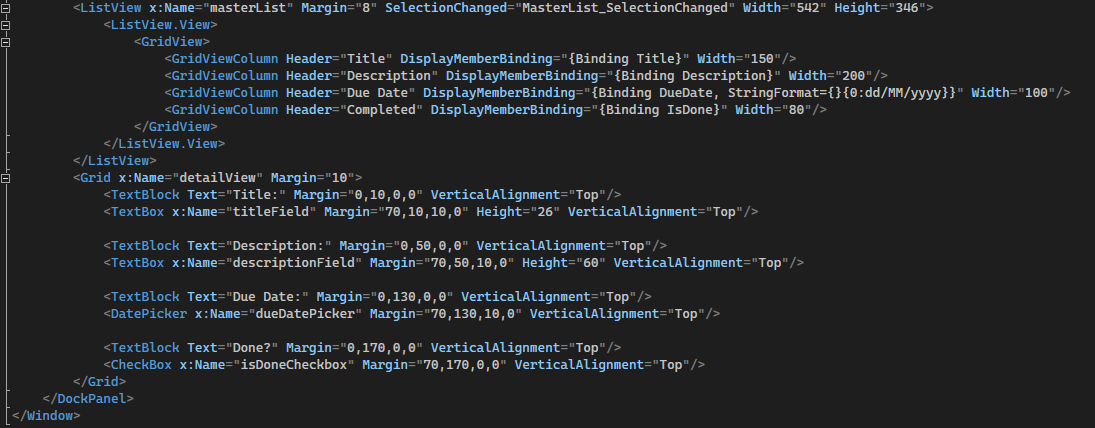 <ListView x:Name="masterList" Margin="8" SelectionChanged="MasterList_SelectionChanged" Width="542" Height="346">
<ListView.View>
<GridView>
<GridViewColumn Header="Title" DisplayMemberBinding="{Binding Title}" Width="150"/>
<GridViewColumn Header="Description" DisplayMemberBinding="{Binding Description}" Width="200"/>
<GridViewColumn Header="Due Date" DisplayMemberBinding="{Binding DueDate, StringFormat={}{0:dd/MM/yyyy}}" Width="100"/>
<GridViewColumn Header="Completed" DisplayMemberBinding="{Binding IsDone}" Width="80"/>
</GridView>
</ListView.View>
</ListView>
<Grid x:Name="detailView" Margin="10">
<TextBlock Text="Title:" Margin="0,10,0,0" VerticalAlignment="Top"/>
<TextBox x:Name="titleField" Margin="70,10,10,0" Height="26" VerticalAlignment="Top"/>
<TextBlock Text="Description:" Margin="0,50,0,0" VerticalAlignment="Top"/>
<TextBox x:Name="descriptionField" Margin="70,50,10,0" Height="60" VerticalAlignment="Top"/>
<TextBlock Text="Due Date:" Margin="0,130,0,0" VerticalAlignment="Top"/>
<DatePicker x:Name="dueDatePicker" Margin="70,130,10,0" VerticalAlignment="Top"/>
<TextBlock Text="Done?" Margin="0,170,0,0" VerticalAlignment="Top"/>
<CheckBox x:Name="isDoneCheckbox" Margin="70,170,0,0" VerticalAlignment="Top"/>
</Grid>
</DockPanel>
</Window>